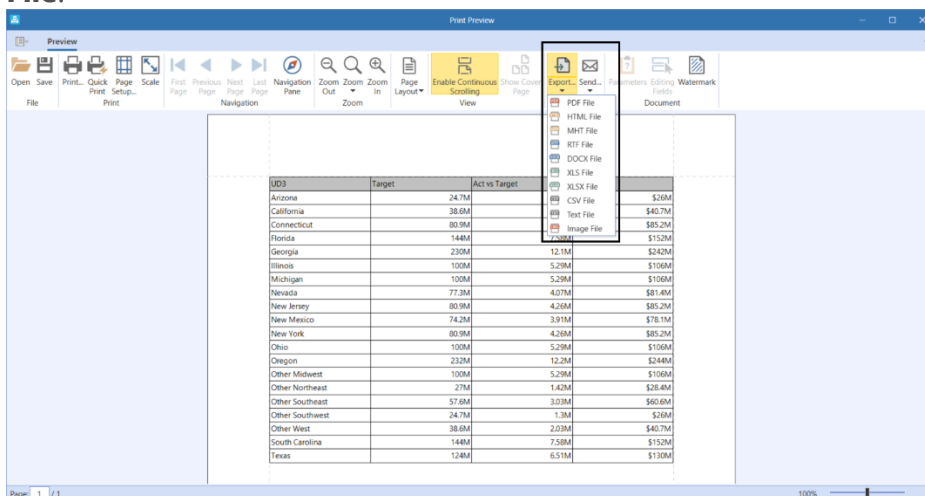 File.
Print Preview
Preview
Open Save Print... Quick Print Page Setup... Scale First Page Previous Page Next Page Last Page Navigation Pane Zoom Out Zoom Zoom In Page Layout Enable Continuous Scrolling Show Cover Page Export... Send... Parameters Editing Fields Watermark
File Print Navigation Zoom View Document
PDF File
HTML File
MHT File
RTF File
DOCX File
XLS File
XLSX File
CSV File
Text File
Image File
UD3 Target Act vs Target
Arizona 24.7M $26M
California 38.6M $40.7M
Connecticut 80.9M $85.2M
Florida 144M 7.58M $152M
Georgia 230M 12.1M $242M
Illinois 100M 5.29M $106M
Michigan 100M 5.29M $106M
Nevada 77.3M 4.07M $81.4M
New Jersey 80.9M 4.26M $85.2M
New Mexico 74.2M 3.91M $78.1M
New York 80.9M 4.26M $85.2M
Ohio 100M 5.29M $106M
Oregon 232M 12.2M $244M
Other Midwest 100M 5.29M $106M
Other Northeast 27M 1.42M $28.4M
Other Southeast 57.6M 3.03M $60.6M
Other Southwest 24.7M 1.3M $26M
Other West 38.6M 2.03M $40.7M
South Carolina 144M 7.58M $152M
Texas 124M 6.51M $130M
Page: 1 / 1 100%